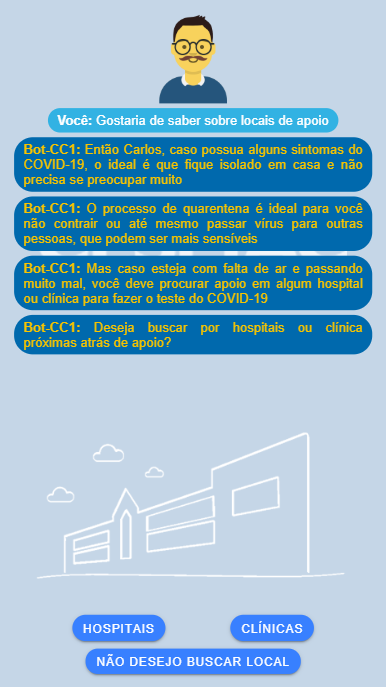 Você: Gostaria de saber sobre locais de apoio
Bot-CC1: Então Carlos, caso possua alguns sintomas do
COVID-19, o ideal é que fique isolado em casa e não
precisa se preocupar muito
Bot-CC1: O processo de quarentena é ideal para você
não contrair ou até mesmo passar vírus para outras
pessoas, que podem ser mais sensíveis
Bot-CC1: Mas caso esteja com falta de ar e passando
muito mal, você deve procurar apoio em algum hospital
ou clínica para fazer o teste do COVID-19
Bot-CC1: Deseja buscar por hospitais ou clínica
próximas atrás de apoio?
HOSPITAIS
CLÍNICAS
NÃO DESEJO BUSCAR LOCAL